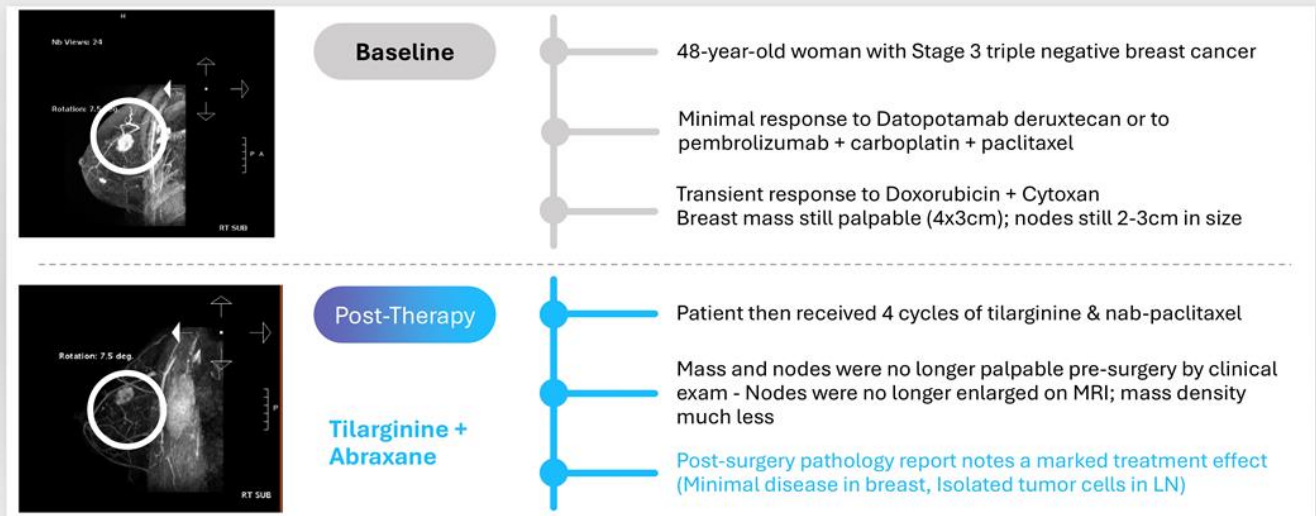 H
Nb Views: 24
Rotation: 7.5 deg.
P A
RT SUB
Baseline
48-year-old woman with Stage 3 triple negative breast cancer
Minimal response to Datopotamab deruxtecan or to
pembrolizumab + carboplatin + paclitaxel
Transient response to Doxorubicin + Cytoxan
Breast mass still palpable (4x3cm); nodes still 2-3cm in size
Rotation: 7.5 deg.
P
RT SUB
Post-Therapy
Tilarginine +
Abraxane
Patient then received 4 cycles of tilarginine & nab-paclitaxel
Mass and nodes were no longer palpable pre-surgery by clinical
exam - Nodes were no longer enlarged on MRI; mass density
much less
Post-surgery pathology report notes a marked treatment effect
(Minimal disease in breast, Isolated tumor cells in LN)